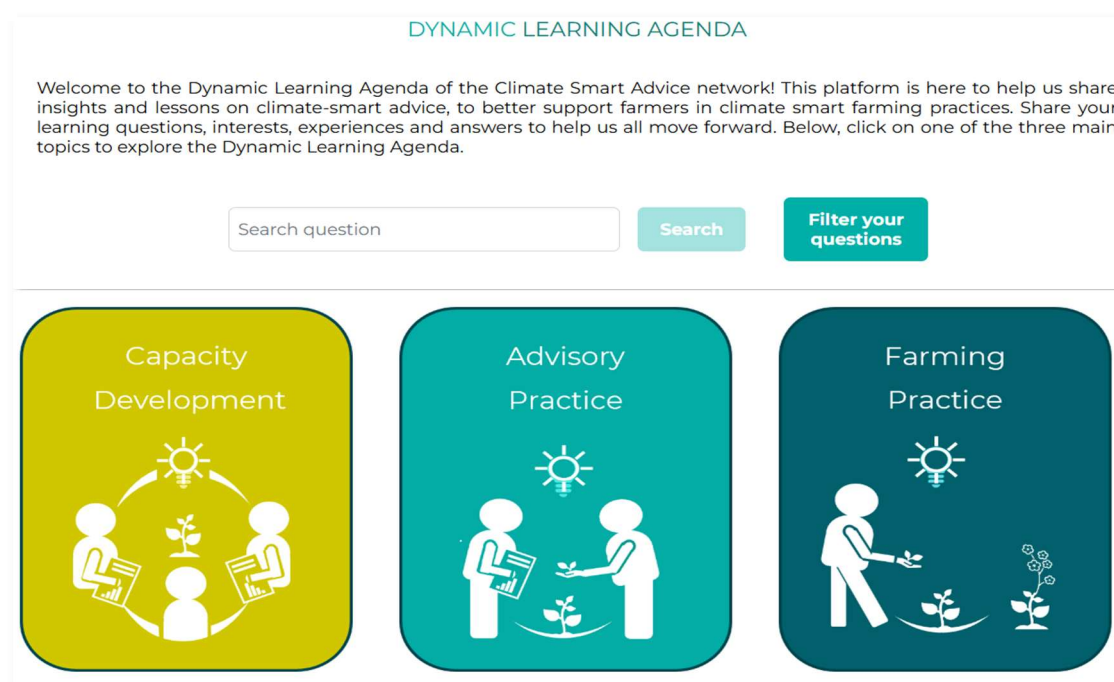 DYNAMIC LEARNING AGENDA
Welcome to the Dynamic Learning Agenda of the Climate Smart Advice network! This platform is here to help us share
insights and lessons on climate-smart advice, to better support farmers in climate smart farming practices. Share your
learning questions, interests, experiences and answers to help us all move forward. Below, click on one of the three main
topics to explore the Dynamic Learning Agenda.
Search question
Search
Filter your
questions
Capacity
Development
Advisory
Practice
Farming
Practice